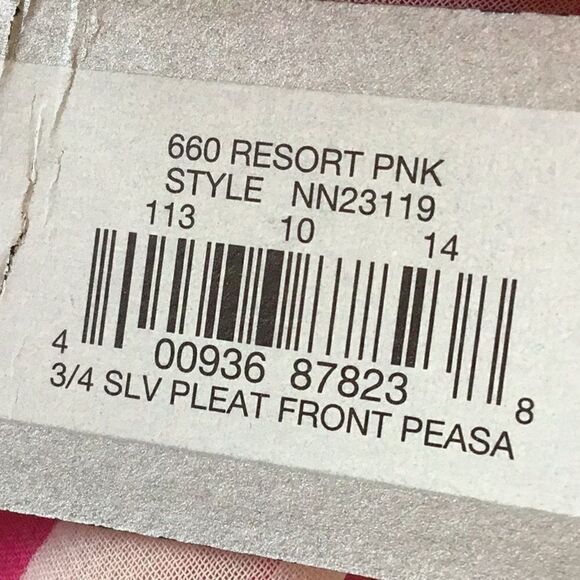 660 RESORT PNK
STYLE NN23119
113 10 14
4 00936 87823 8
3/4 SLV PLEAT FRONT PEASA